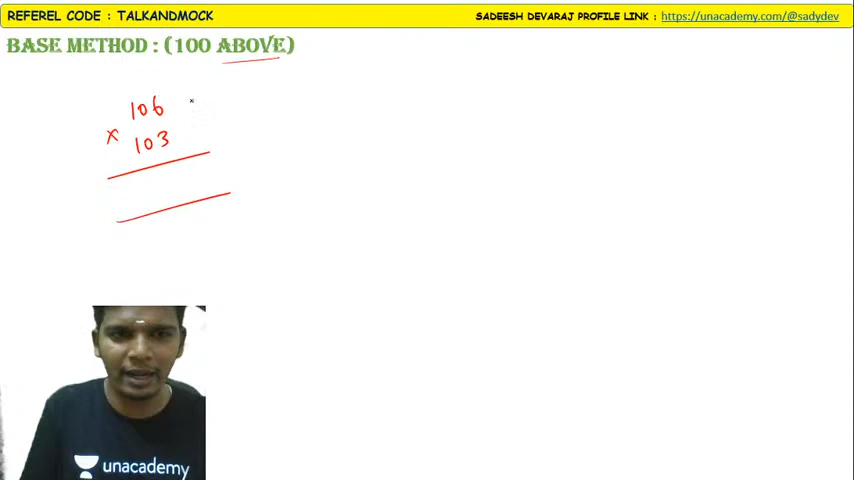 REFEREL CODE : TALKANDMOCK
SADEESH DEVARAJ PROFILE LINK : https://unacademy.com/@sadydev
BASE METHOD : (100 ABOVE)
106
x 103
unacademy